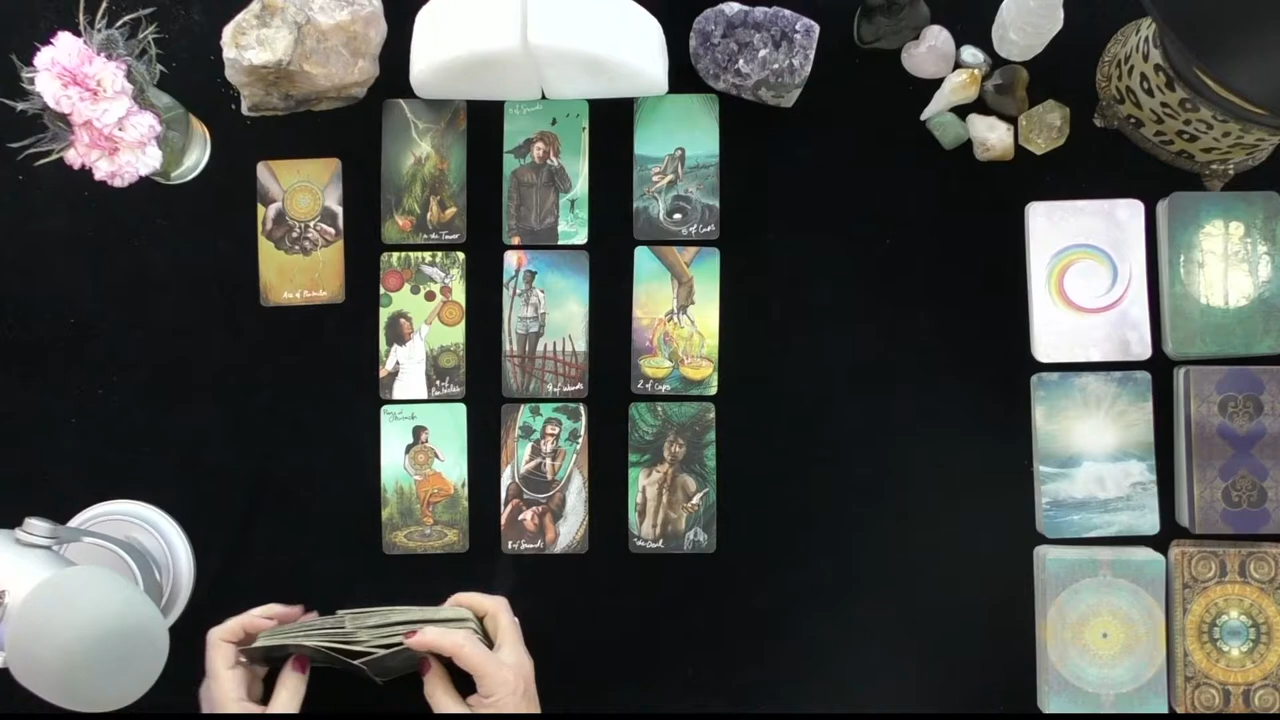 Ace of Pentacles
the Tower
9 of Swords
5 of Cups
9 of
Pentacles
9 of Wands
2 of Cups
Page of
Pentacles
8 of Swords
the Devil